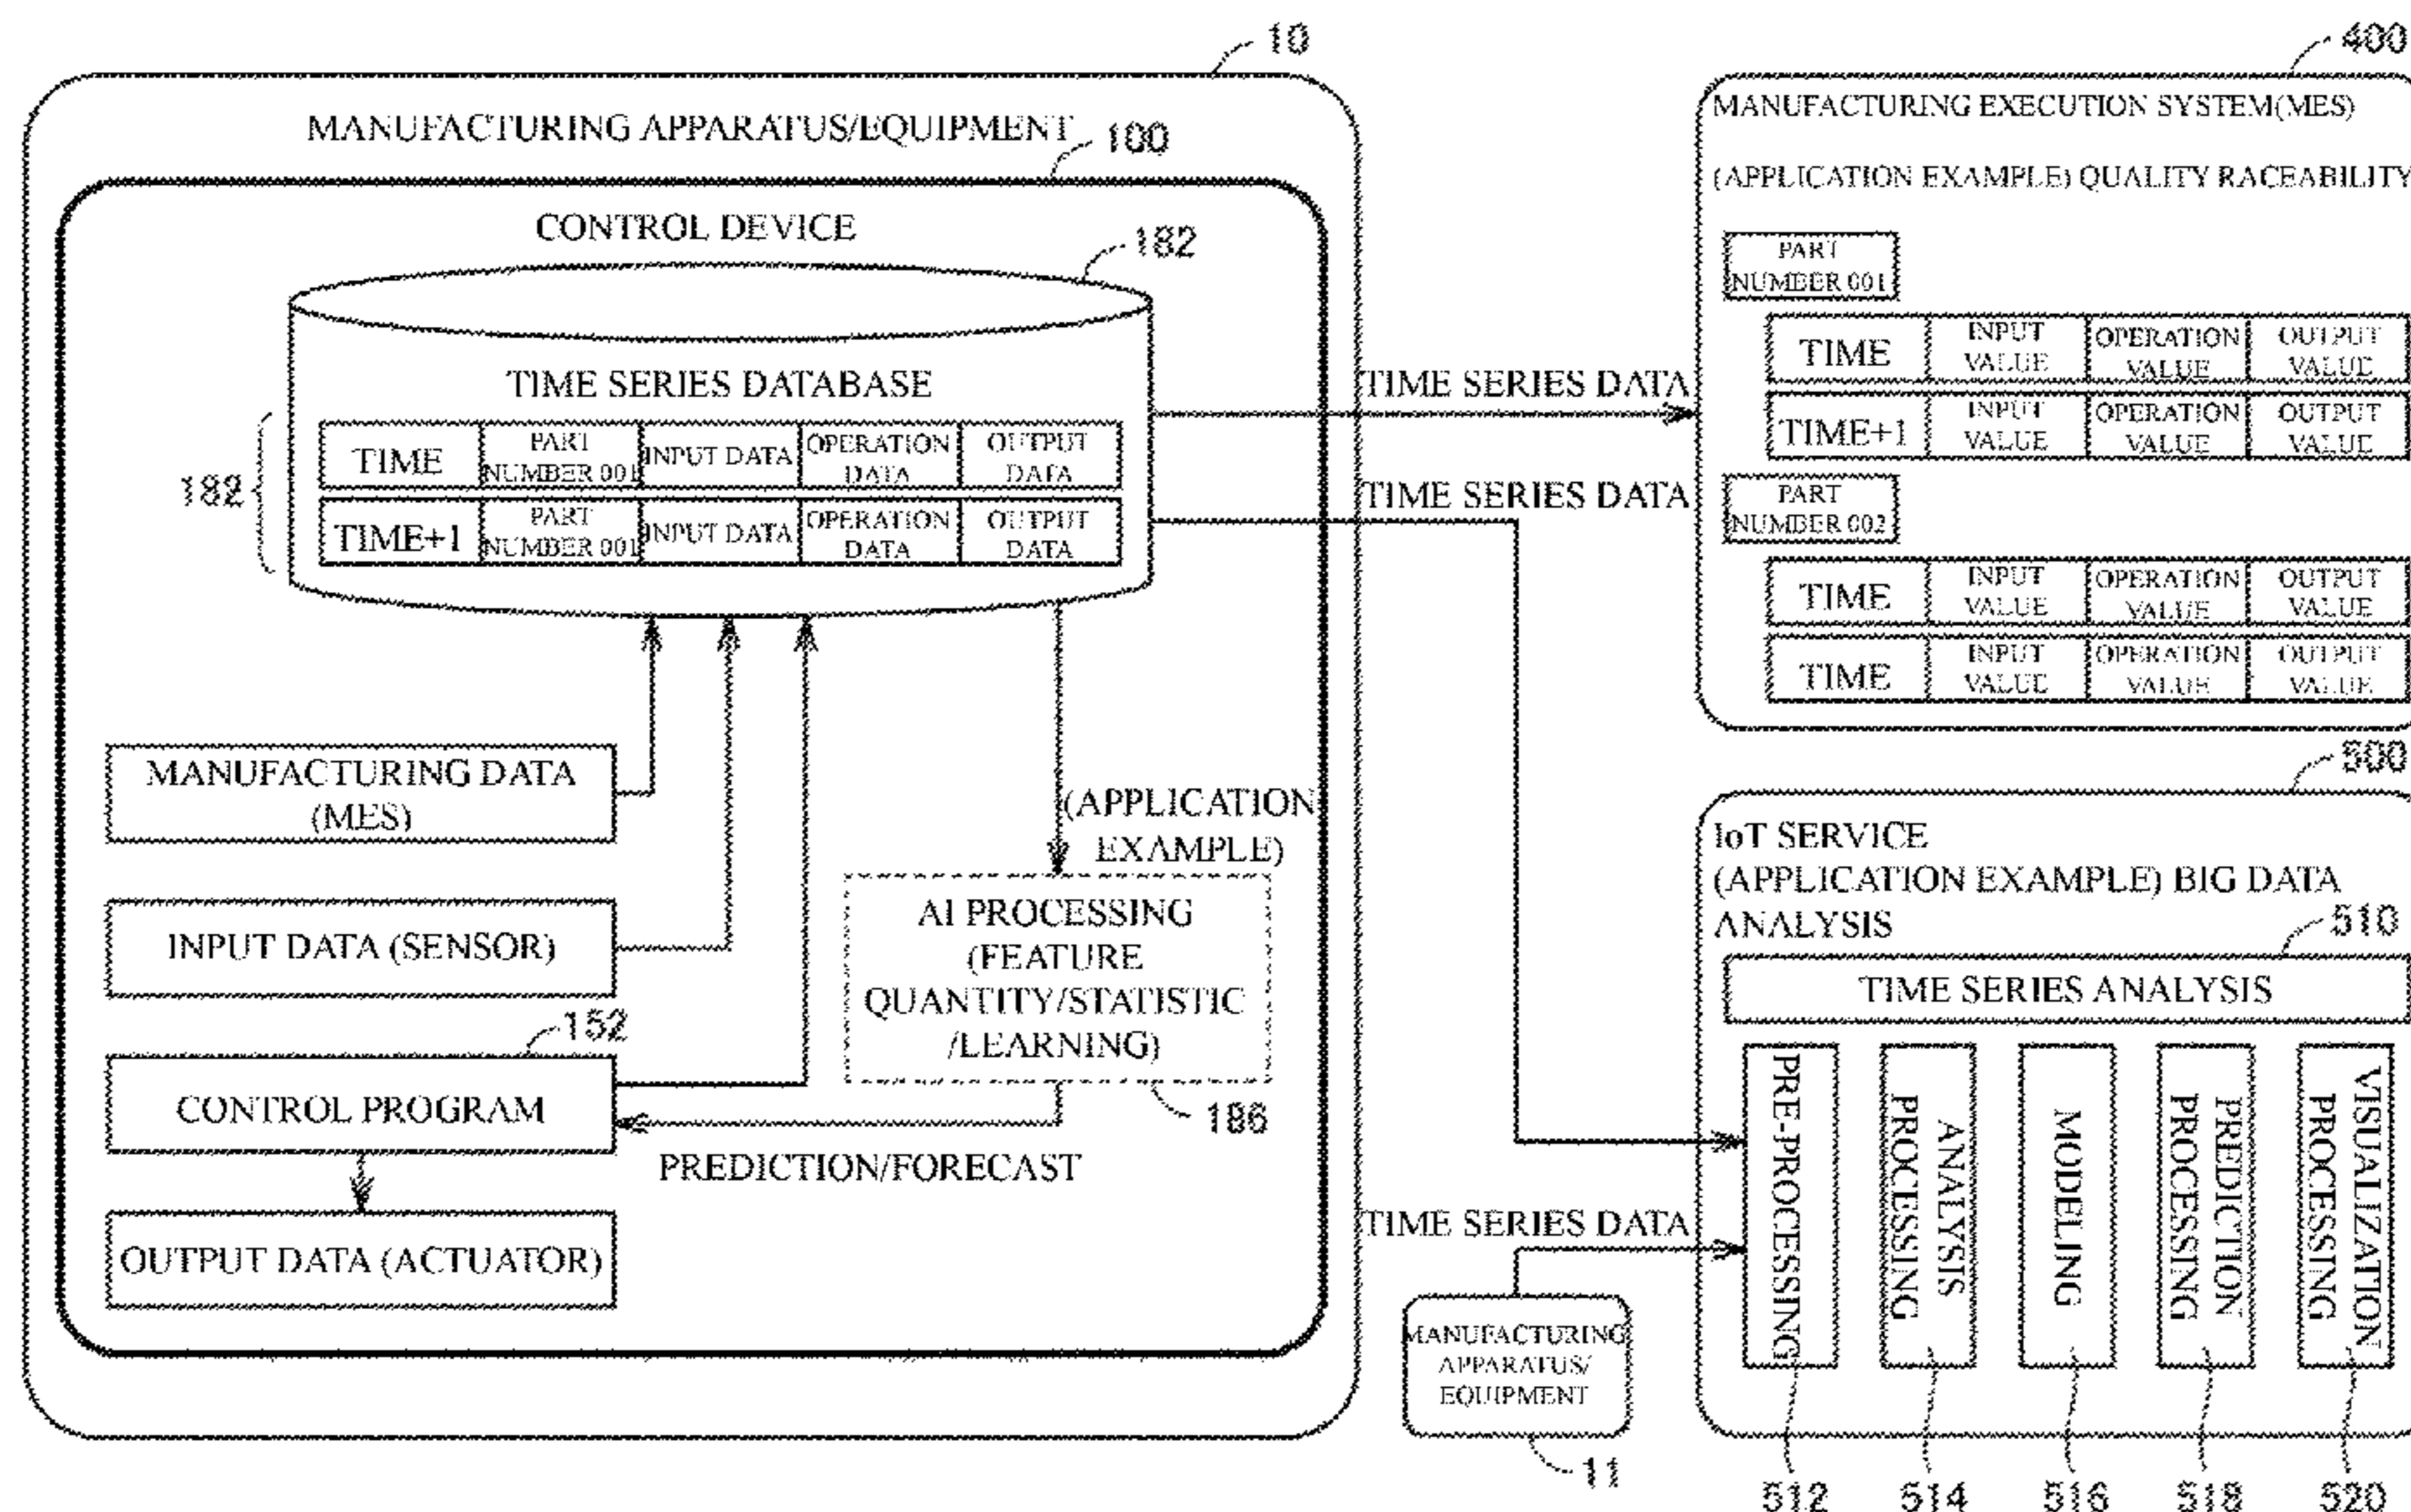 10
MANUFACTURING APPARATUS/EQUIPMENT
100
CONTROL DEVICE
182
TIME SERIES DATABASE
182
TIME
PART
NUMBER 001
INPUT DATA
OPERATION
DATA
OUTPUT
DATA
TIME+1
PART
NUMBER 001
INPUT DATA
OPERATION
DATA
OUTPUT
DATA
MANUFACTURING DATA
(MES)
INPUT DATA (SENSOR)
152
CONTROL PROGRAM
OUTPUT DATA (ACTUATOR)
(APPLICATION
EXAMPLE)
AI PROCESSING
(FEATURE
QUANTITY/STATISTIC
/LEARNING)
186
PREDICTION/FORECAST
TIME SERIES DATA
TIME SERIES DATA
TIME SERIES DATA
MANUFACTURING
APPARATUS/
EQUIPMENT
11
400
MANUFACTURING EXECUTION SYSTEM(MES)
(APPLICATION EXAMPLE) QUALITY RACEABILITY
PART
NUMBER 001
TIME
INPUT
VALUE
OPERATION
VALUE
OUTPUT
VALUE
TIME+1
INPUT
VALUE
OPERATION
VALUE
OUTPUT
VALUE
PART
NUMBER 002
TIME
INPUT
VALUE
OPERATION
VALUE
OUTPUT
VALUE
TIME
INPUT
VALUE
OPERATION
VALUE
OUTPUT
VALUE
500
IoT SERVICE
(APPLICATION EXAMPLE) BIG DATA
ANALYSIS
510
TIME SERIES ANALYSIS
PRE-PROCESSING
ANALYSIS
PROCESSING
MODELING
PREDICTION
PROCESSING
VISUALIZATION
PROCESSING
512
514
516
518
520